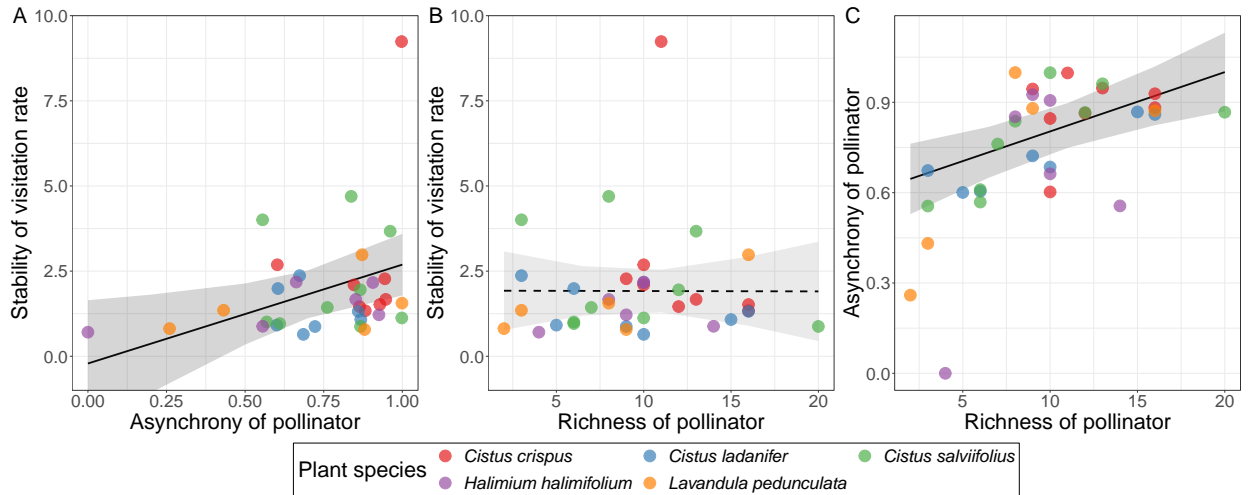 A
Stability of visitation rate
10.0
7.5
5.0
2.5
0.0
0.00
0.25
0.50
0.75
1.00
Asynchrony of pollinator
B
Stability of visitation rate
10.0
7.5
5.0
2.5
0.0
5
10
15
20
Richness of pollinator
C
Asynchrony of pollinator
0.9
0.6
0.3
0.0
5
10
15
20
Richness of pollinator
Plant species
Cistus crispus
Cistus ladanifer
Cistus salviifolius
Halimium halimifolium
Lavandula pedunculata